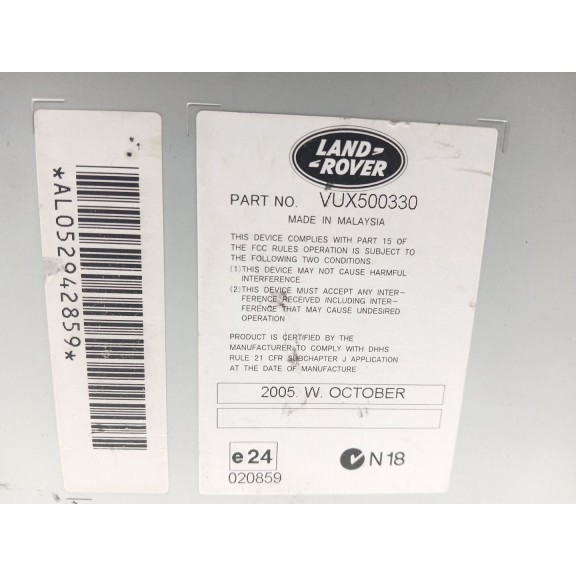 *AL052942859*
LAND-
-ROVER
PART NO. VUX500330
MADE IN MALAYSIA
THIS DEVICE COMPLIES WITH PART 15 OF
THE FCC RULES OPERATION IS SUBJECT TO
THE FOLLOWING TWO CONDITIONS.
(1)THIS DEVICE MAY NOT CAUSE HARMFUL
INTERFERENCE.
(2)THIS DEVICE MUST ACCEPT ANY INTER-
FERENCE RECEIVED INCLUDING INTER-
FERENCE THAT MAY CAUSE UNDESIRED
OPERATION
PRODUCT IS CERTIFIED BY THE
MANUFACTURER TO COMPLY WITH DHHS
RULE 21 CFR SUBCHAPTER J APPLICATION
AT THE DATE OF MANUFACTURE
2005. W. OCTOBER
e24
020859
N18